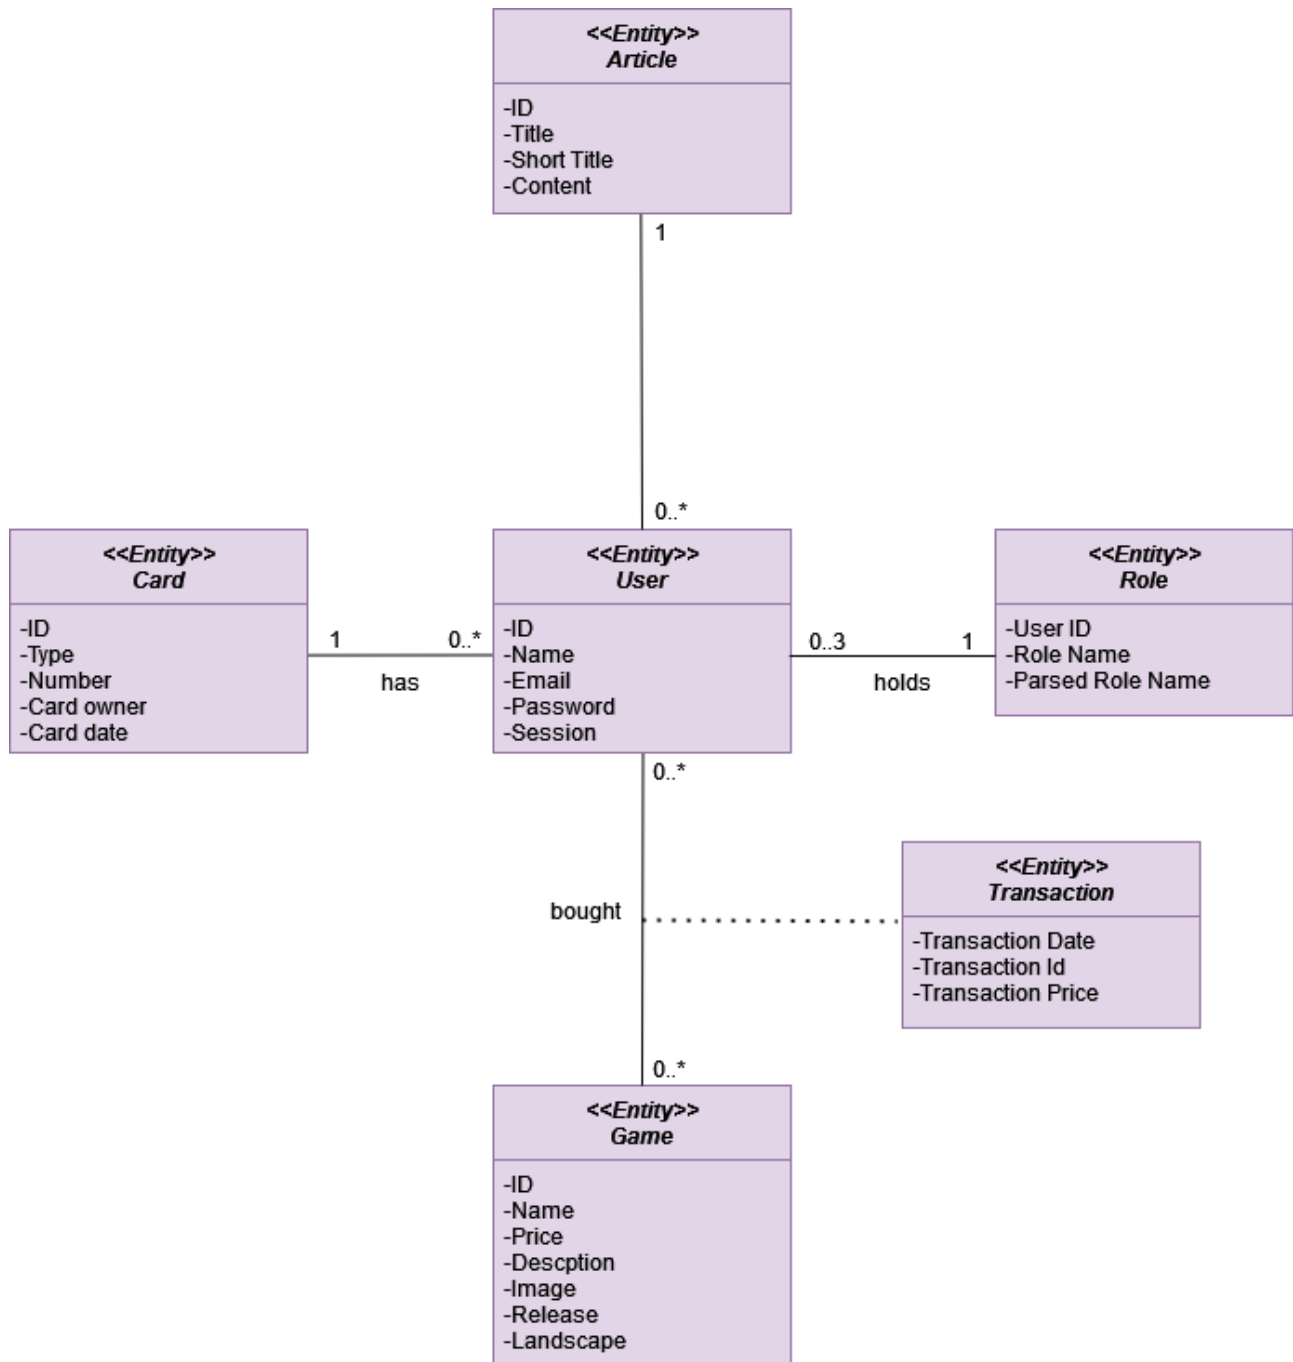 <<Entity>>
Article
-ID
-Title
-Short Title
-Content
1
0..*
<<Entity>>
Card
-ID
-Type
-Number
-Card owner
-Card date
1
0..*
has
<<Entity>>
User
-ID
-Name
-Email
-Password
-Session
0..3
1
holds
<<Entity>>
Role
-User ID
-Role Name
-Parsed Role Name
0..*
bought
<<Entity>>
Transaction
-Transaction Date
-Transaction Id
-Transaction Price
0..*
<<Entity>>
Game
-ID
-Name
-Price
-Descption
-Image
-Release
-Landscape